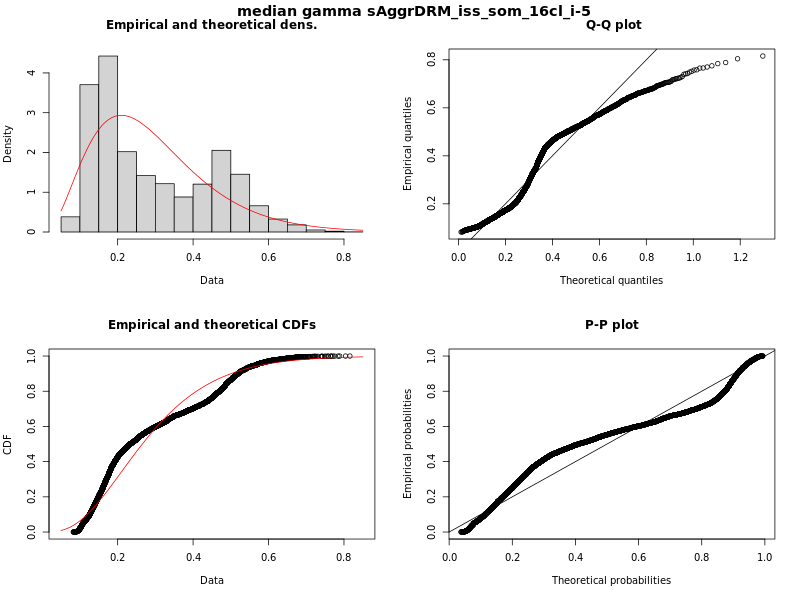 median gamma sAggrDRM_iss_som_16cl_i-5
Empirical and theoretical dens.
Density
0 1 2 3 4
0.2 0.4 0.6 0.8
Data
Q-Q plot
Empirical quantiles
0.2 0.4 0.6 0.8
0.0 0.2 0.4 0.6 0.8 1.0 1.2
Theoretical quantiles
Empirical and theoretical CDFs
CDF
0.0 0.2 0.4 0.6 0.8 1.0
0.2 0.4 0.6 0.8
Data
P-P plot
Empirical probabilities
0.0 0.2 0.4 0.6 0.8 1.0
0.0 0.2 0.4 0.6 0.8 1.0
Theoretical probabilities